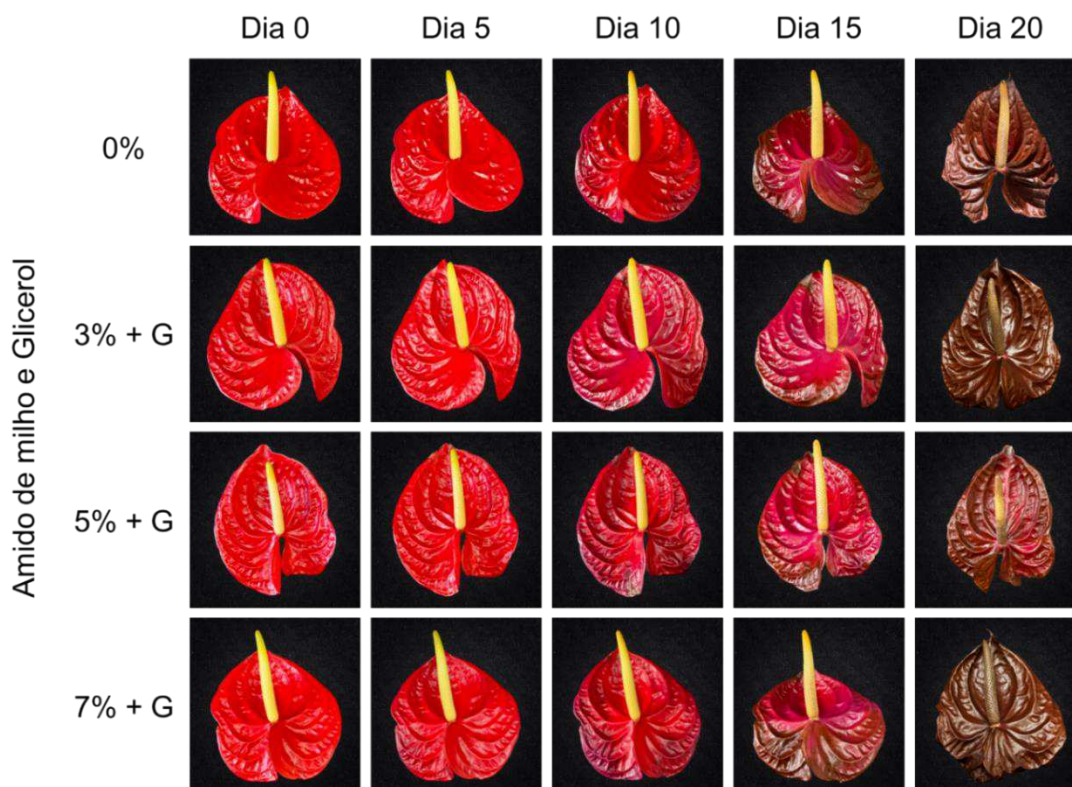 Dia 0 Dia 5 Dia 10 Dia 15 Dia 20
0%
3% + G
5% + G
7% + G
Amido de milho e Glicerol